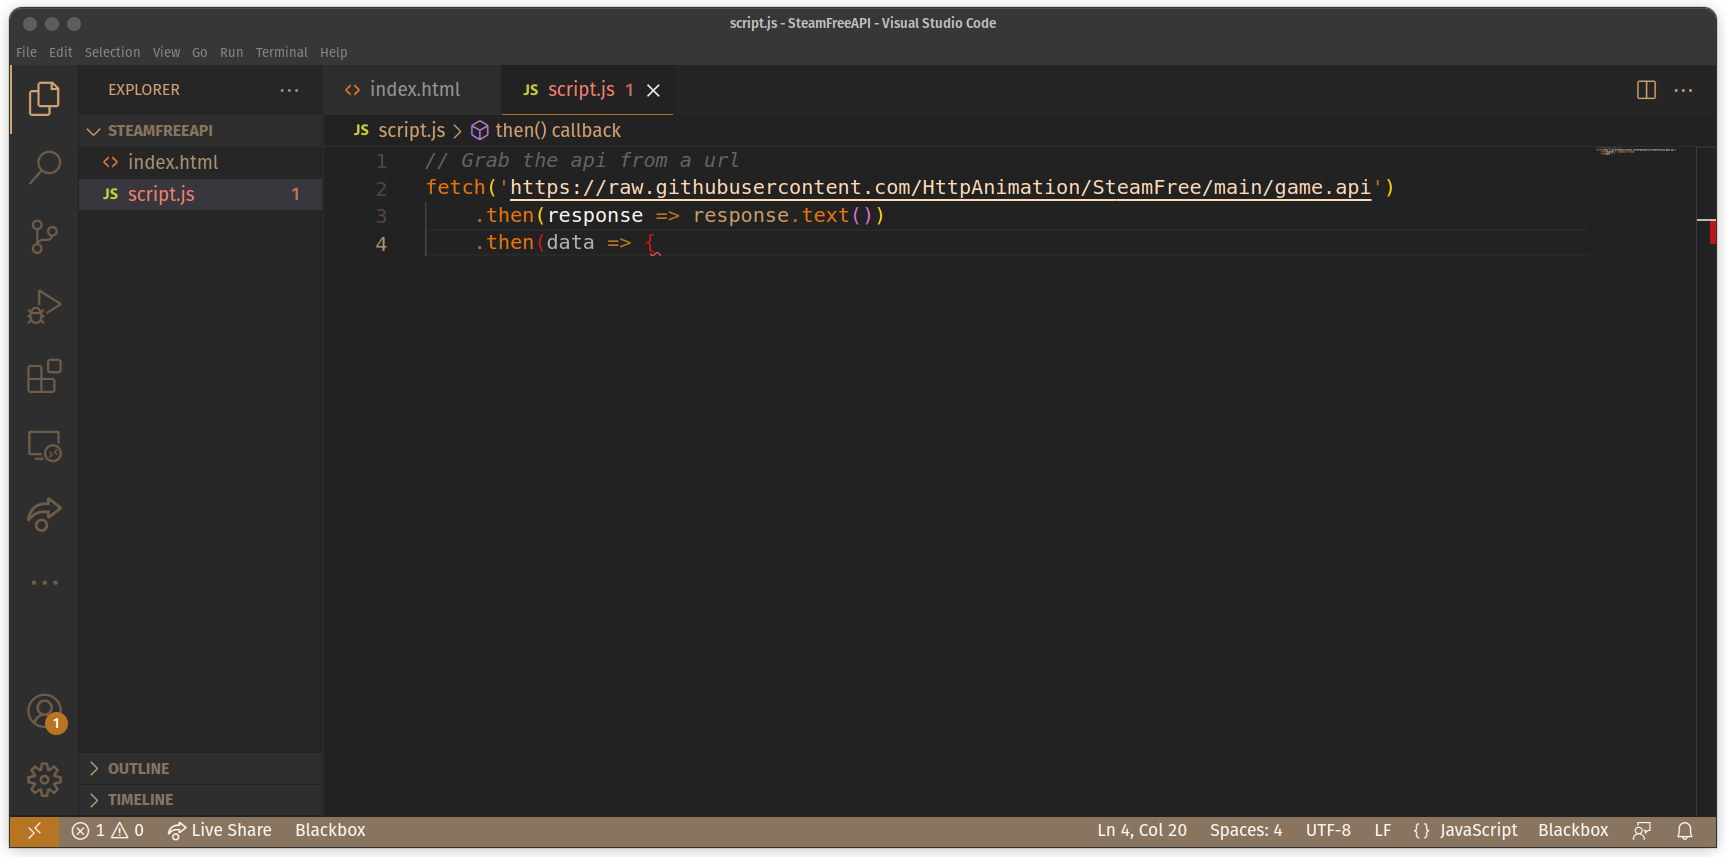 script.js - SteamFreeAPI - Visual Studio Code
File Edit Selection View Go Run Terminal Help
EXPLORER ···
index.html
JS script.js 1
STEAMFREEAPI
JS script.js > then() callback
index.html
JS script.js 1
1 // Grab the api from a url
2 fetch('https://raw.githubusercontent.com/HttpAnimation/SteamFree/main/game.api')
3 .then(response => response.text())
4 .then(data => {
1
OUTLINE
TIMELINE
1 0 Live Share Blackbox Ln 4, Col 20 Spaces: 4 UTF-8 LF {} JavaScript Blackbox